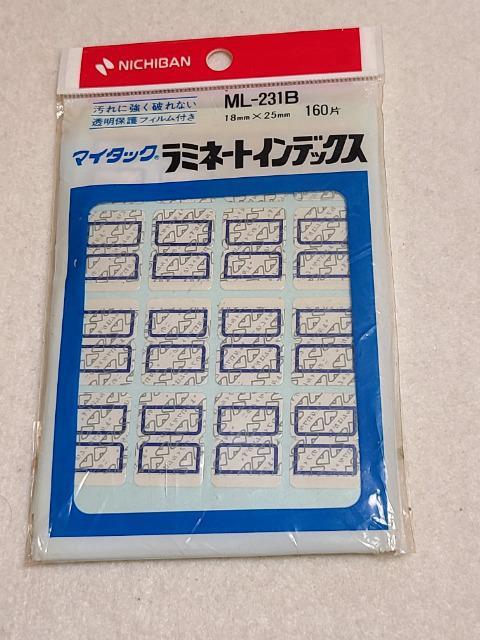 NICHIBAN
汚れに強く破れない
透明保護フィルム付き
ML-231B
18mm×25mm
160片
マイタック® ラミネートインデックス